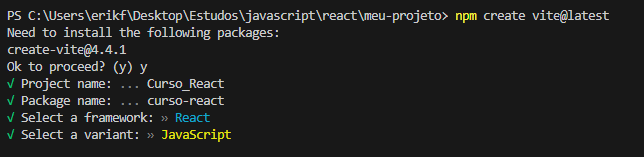 PS C:\Users\erikf\Desktop\Estudos\javascript\react\meu-projeto> npm create vite@latest
Need to install the following packages:
create-vite@4.4.1
Ok to proceed? (y) y
√ Project name: ... Curso_React
√ Package name: ... curso-react
√ Select a framework: » React
√ Select a variant: » JavaScript